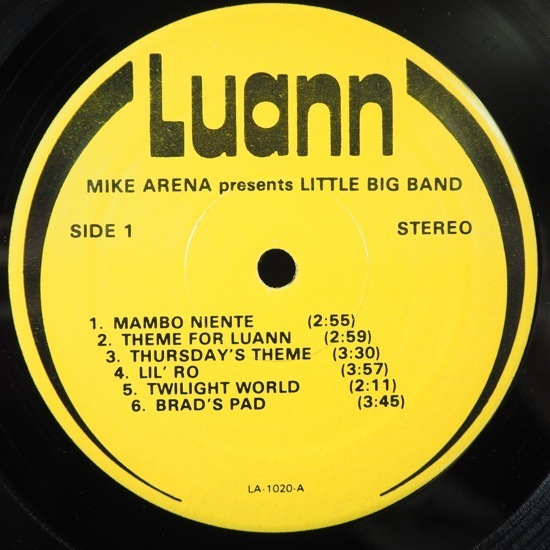 Luann
MIKE ARENA presents LITTLE BIG BAND
SIDE 1
STEREO
1. MAMBO NIENTE (2:55)
2. THEME FOR LUANN (2:59)
3. THURSDAY'S THEME (3:30)
4. LIL' RO (3:57)
5. TWILIGHT WORLD (2:11)
6. BRAD'S PAD (3:45)
LA-1020-A